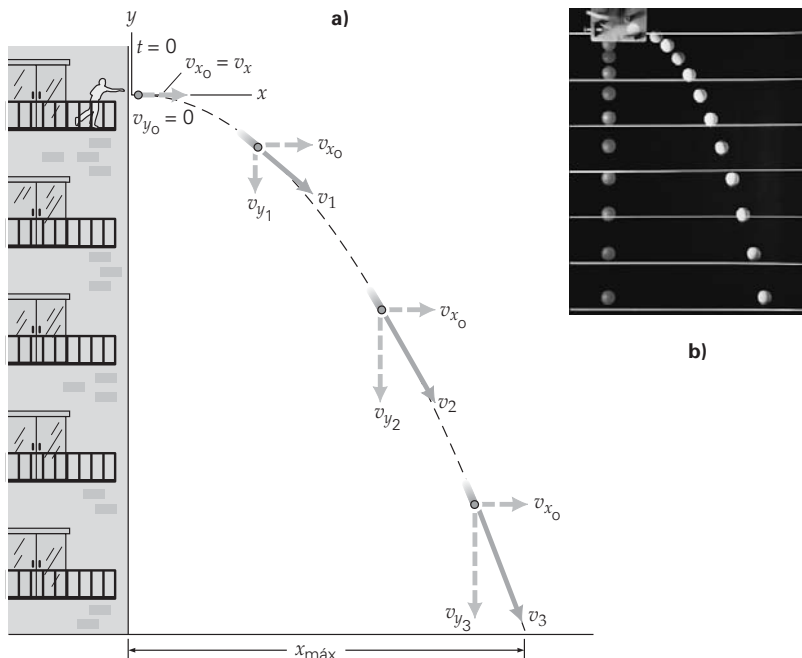 a)
y
t = 0
v_{x_o} = v_x
x
v_{y_o} = 0
v_{x_o}
v_1
v_{y_1}
v_{x_o}
v_{y_2}
v_2
v_{x_o}
v_{y_3}
v_3
x_{máx}
b)